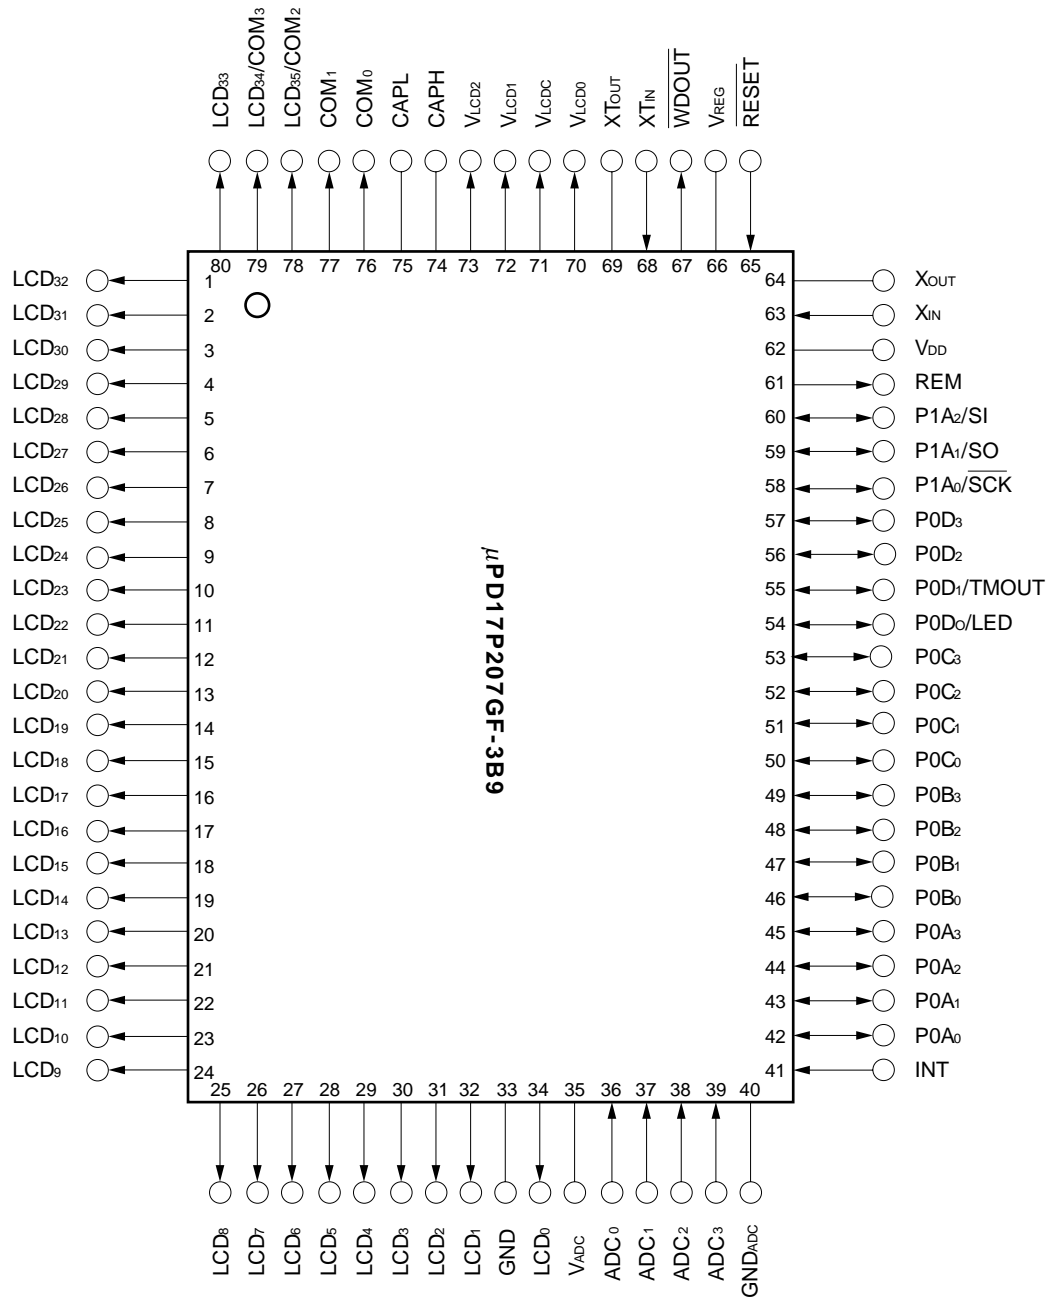 LCD33 LCD34/COM3 LCD35/COM2 COM1 COM0 CAPL CAPH VLCD2 VLCD1 VLCDC VLCD0 XTOUT XTIN WDOUT VREG RESET
80 79 78 77 76 75 74 73 72 71 70 69 68 67 66 65
LCD32 1 64 XOUT
LCD31 2 63 XIN
LCD30 3 62 VDD
LCD29 4 61 REM
LCD28 5 60 P1A2/SI
LCD27 6 59 P1A1/SO
LCD26 7 58 P1A0/SCK
LCD25 8 57 P0D3
LCD24 9 56 P0D2
LCD23 10 55 P0D1/TMOUT
LCD22 11 54 P0DO/LED
LCD21 12 53 P0C3
LCD20 13 52 P0C2
LCD19 14 51 P0C1
LCD18 15 50 P0C0
LCD17 16 49 P0B3
LCD16 17 48 P0B2
LCD15 18 47 P0B1
LCD14 19 46 P0B0
LCD13 20 45 P0A3
LCD12 21 44 P0A2
LCD11 22 43 P0A1
LCD10 23 42 P0A0
LCD9 24 41 INT
μPD17P207GF-3B9
25 26 27 28 29 30 31 32 33 34 35 36 37 38 39 40
LCD8 LCD7 LCD6 LCD5 LCD4 LCD3 LCD2 LCD1 GND LCD0 VADC ADC0 ADC1 ADC2 ADC3 GNDADC